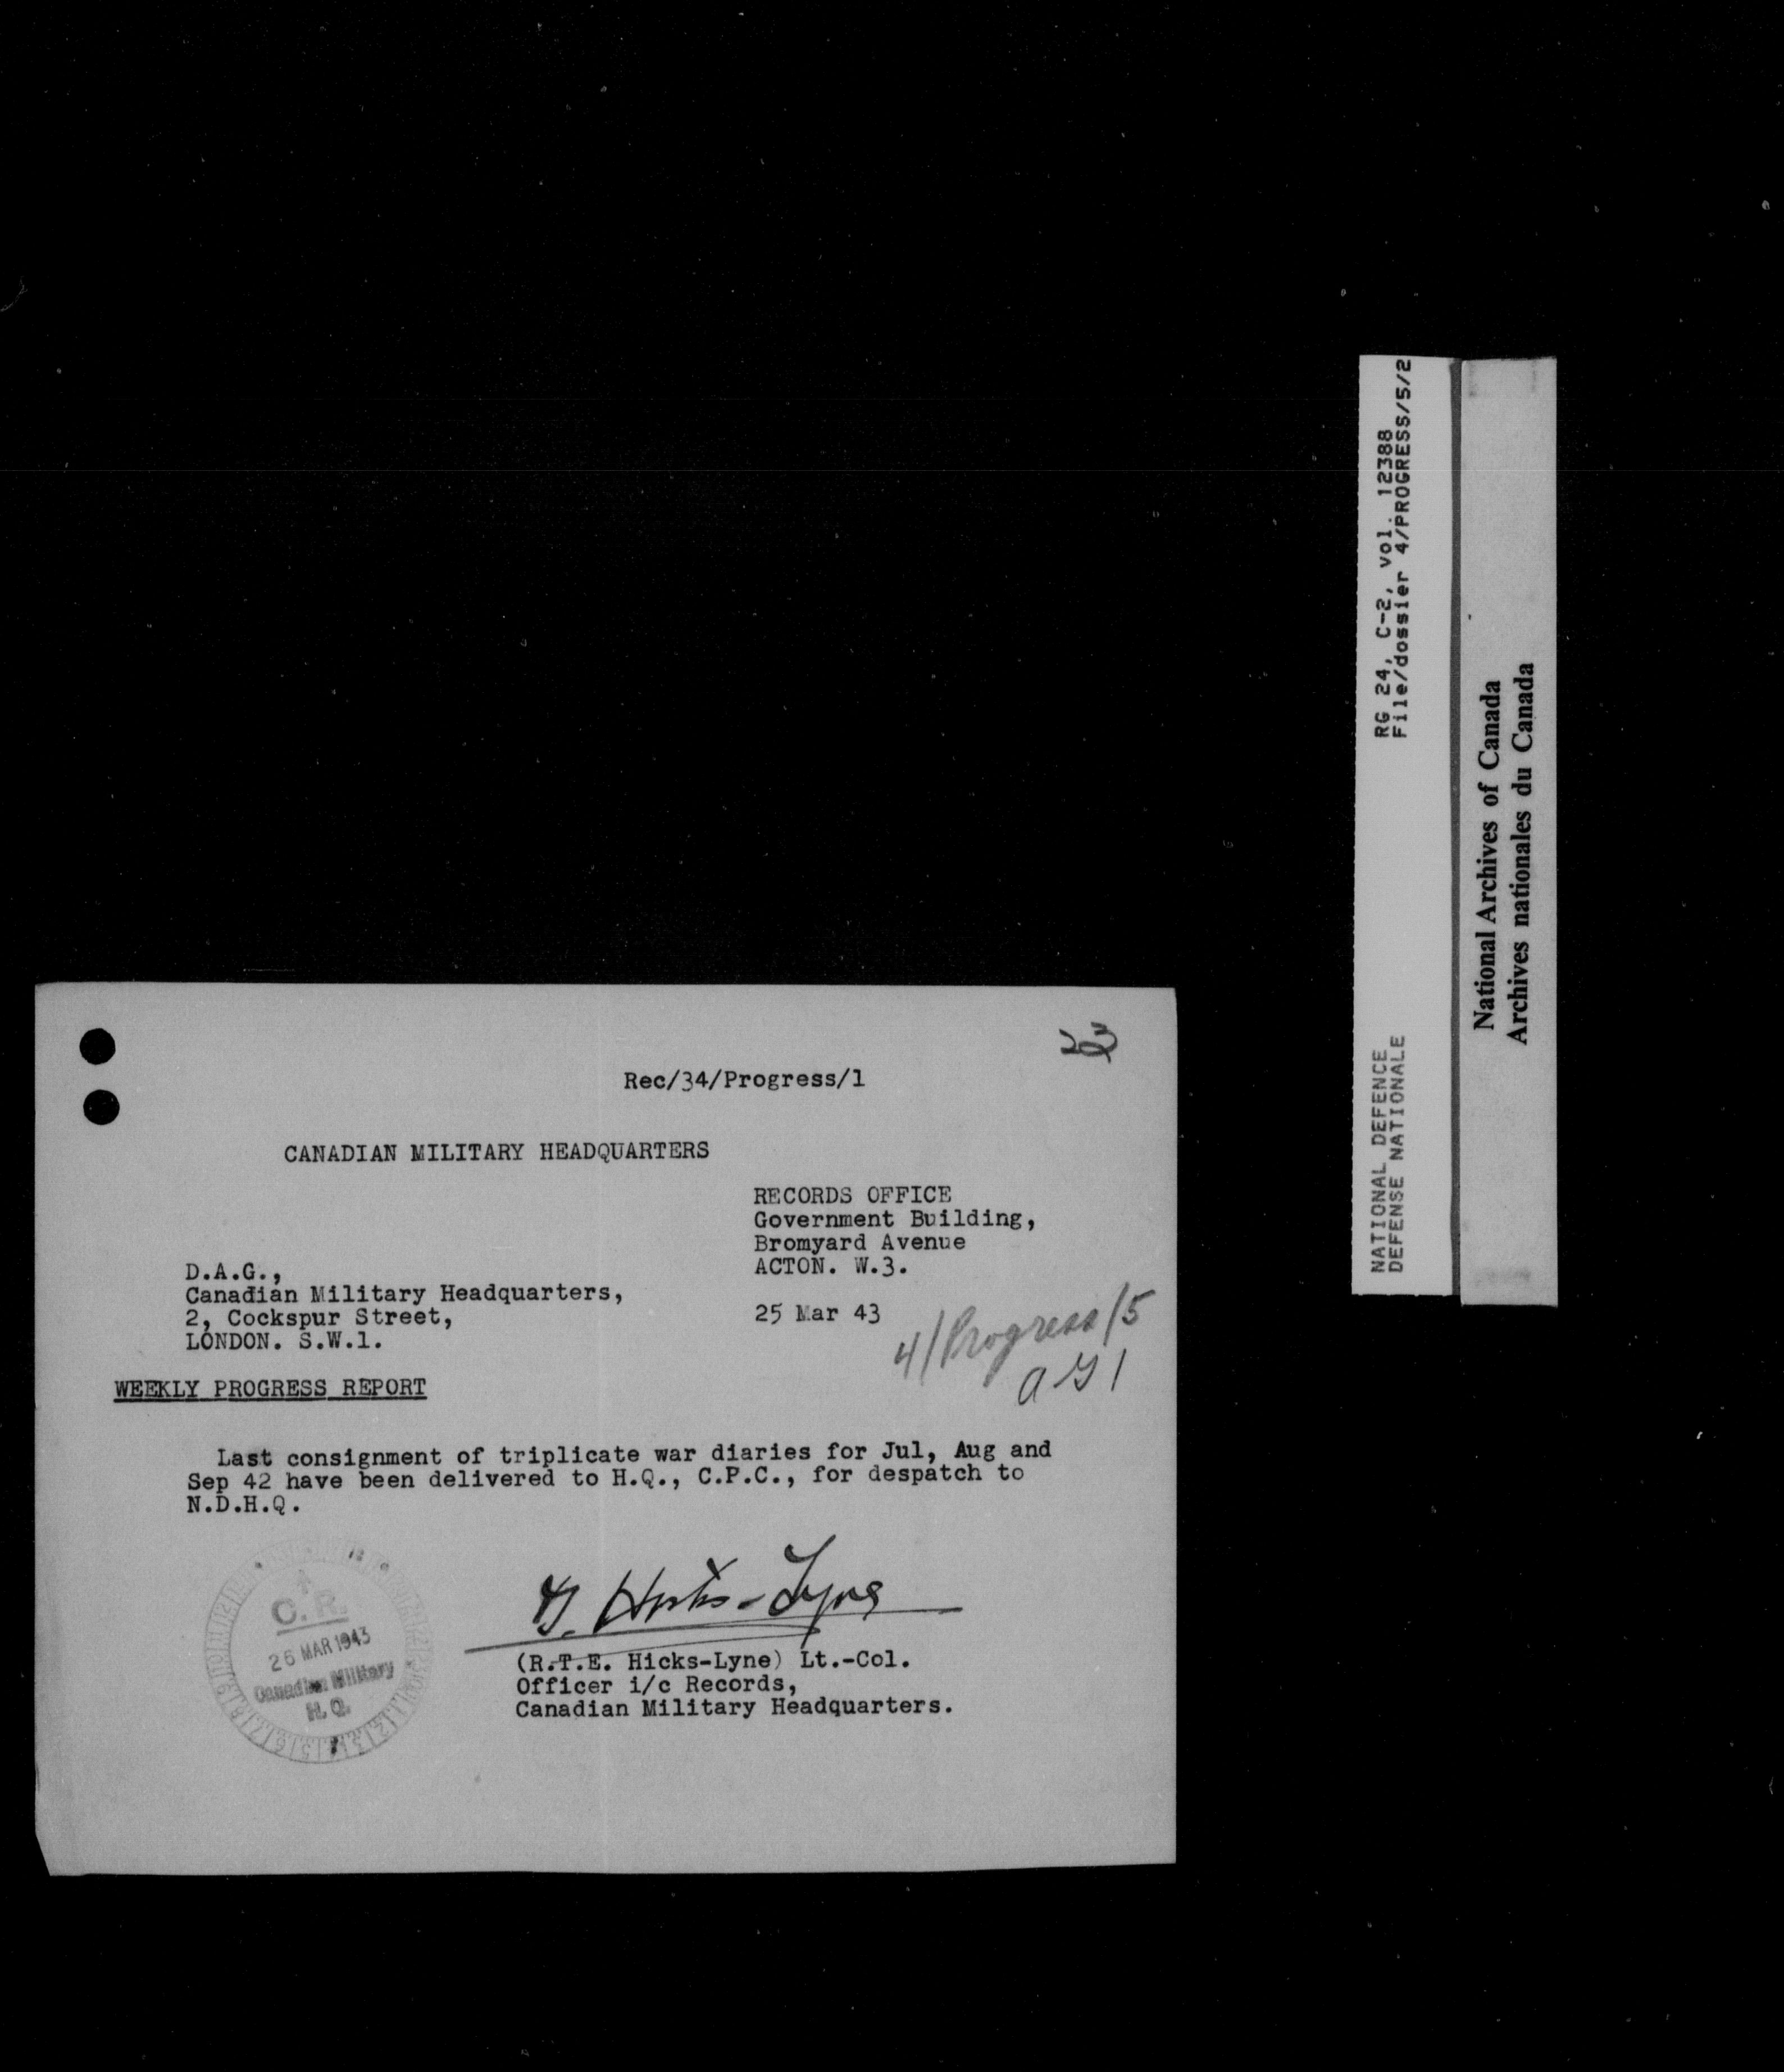 Rec/34/Progress/1
CANADIAN MILITARY HEADQUARTERS
RECORDS OFFICE
Government Building,
Bromyard Avenue
ACTON. W.3.
25 Mar 43
D.A.G.,
Canadian Military Headquarters,
2, Cockspur Street,
LONDON. S.W.1.
4/Progress/5
WEEKLY PROGRESS REPORT
Last consignment of triplicate war diaries for Jul, Aug and
Sep 42 have been delivered to H.Q., C.P.C., for despatch to
N.D.H.Q.
Hicks-Lyne
(R.T.E. Hicks-Lyne) Lt.-Col.
Officer i/c Records,
Canadian Military Headquarters.
C.R.
26 MAR 1943
Canadian Military
H.Q.
NATIONAL DEFENCE RG 24, C-2, vol. 12388
DEFENSE NATIONALE File/dossier 4/PROGRESS/5/2
National Archives of Canada
Archives nationales du Canada